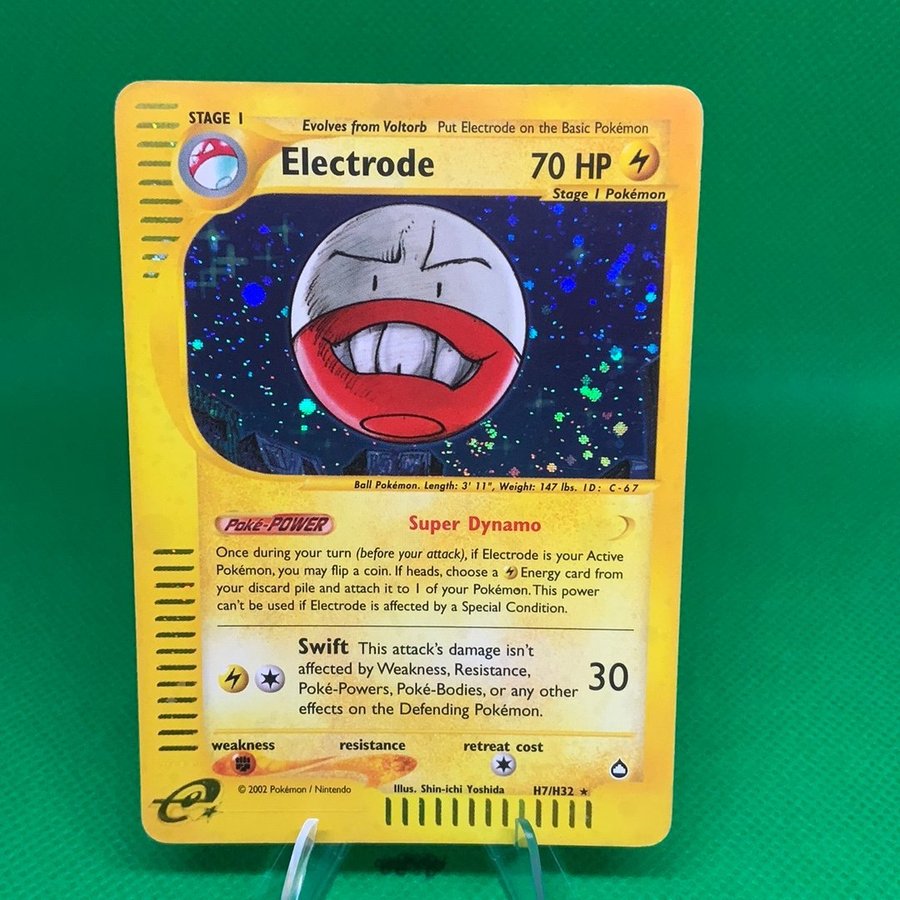 STAGE 1
Evolves from Voltorb Put Electrode on the Basic Pokémon
Electrode 70 HP
Stage 1 Pokémon
Ball Pokémon. Length: 3' 11", Weight: 147 lbs. ID: C-67
Poké-POWER Super Dynamo
Once during your turn (before your attack), if Electrode is your Active
Pokémon, you may flip a coin. If heads, choose a Energy card from
your discard pile and attach it to 1 of your Pokémon. This power
can't be used if Electrode is affected by a Special Condition.
Swift This attack's damage isn't
affected by Weakness, Resistance,
Poké-Powers, Poké-Bodies, or any other
effects on the Defending Pokémon.
30
weakness resistance retreat cost
© 2002 Pokémon / Nintendo Illus. Shin-ichi Yoshida H7/H32 ★
e